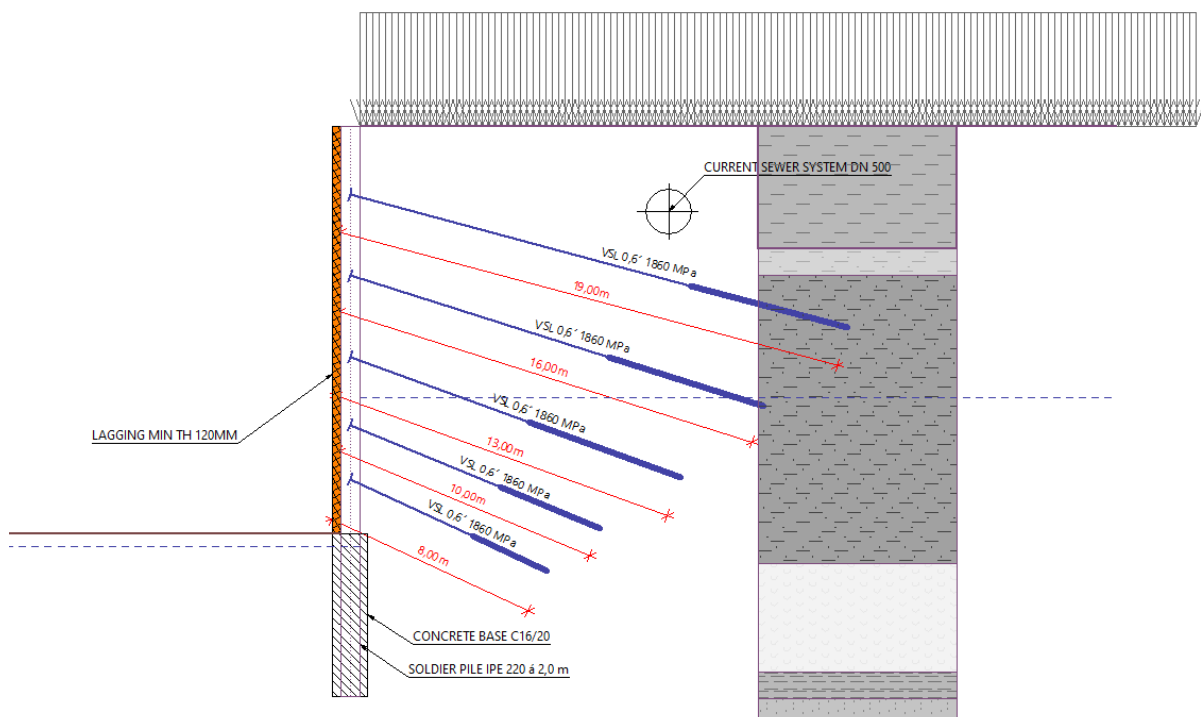 CURRENT SEWER SYSTEM DN 500
VSL 0,6´ 1860 MPa
19,00m
VSL 0,6´ 1860 MPa
16,00m
VSL 0,6´ 1860 MPa
LAGGING MIN TH 120MM
13,00m
VSL 0,6´ 1860 MPa
10,00m
VSL 0,6´ 1860 MPa
8,00m
CONCRETE BASE C16/20
SOLDIER PILE IPE 220 á 2,0 m